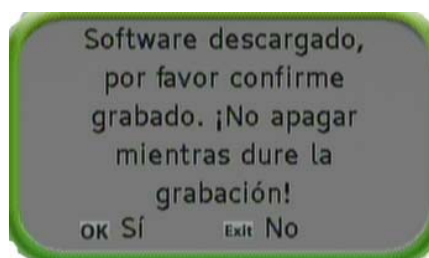 Software descargado,
por favor confirme
grabado. ¡No apagar
mientras dure la
grabación!
OK Sí Exit No